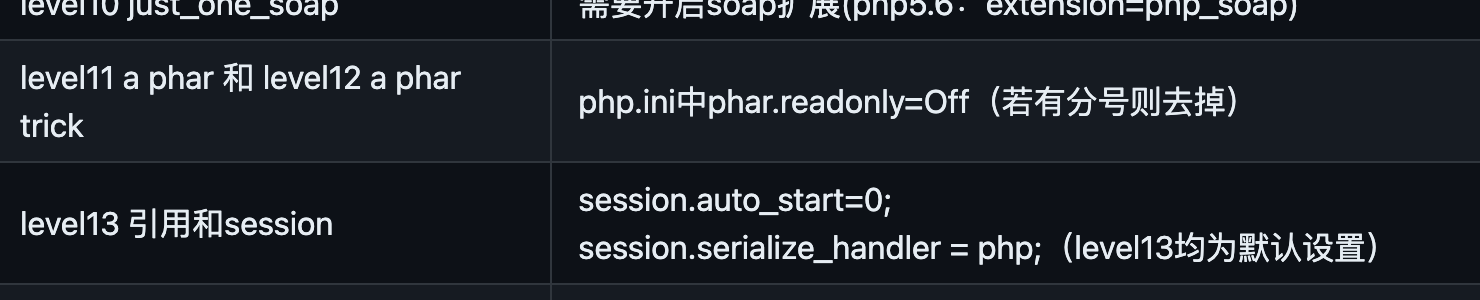 level10 just_one_soap
需要开启soap扩展(php5.6：extension=php_soap)
level11 a phar 和 level12 a phar
trick
php.ini中phar.readonly=Off（若有分号则去掉）
level13 引用和session
session.auto_start=0;
session.serialize_handler = php;（level13均为默认设置）